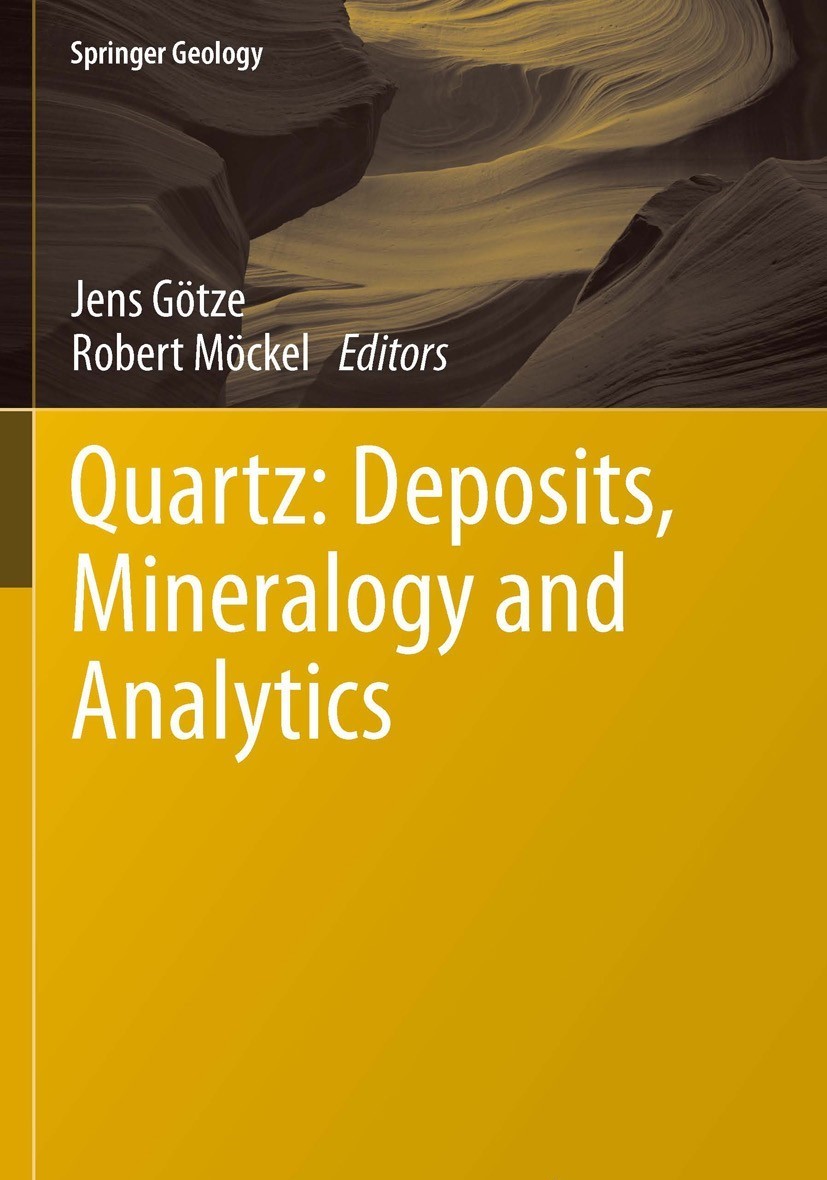 Springer Geology
Jens Götze
Robert Möckel Editors
Quartz: Deposits,
Mineralogy and
Analytics